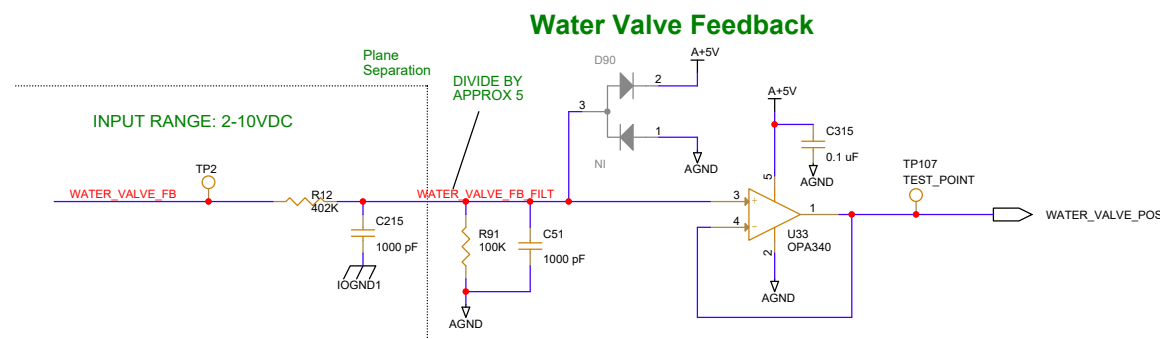 Water Valve Feedback
Plane
Separation
D90
A+5V
2
DIVIDE BY
APPROX 5
3
A+5V
INPUT RANGE: 2-10VDC
1
C315
0.1 uF
NI
AGND
TP2
AGND
TP107
TEST_POINT
5
WATER_VALVE_FB
R12
402K
WATER_VALVE_FB_FILT
3
+
1
4
-
WATER_VALVE_POS
C215
1000 pF
R91
100K
C51
1000 pF
U33
OPA340
2
IOGND1
AGND
AGND